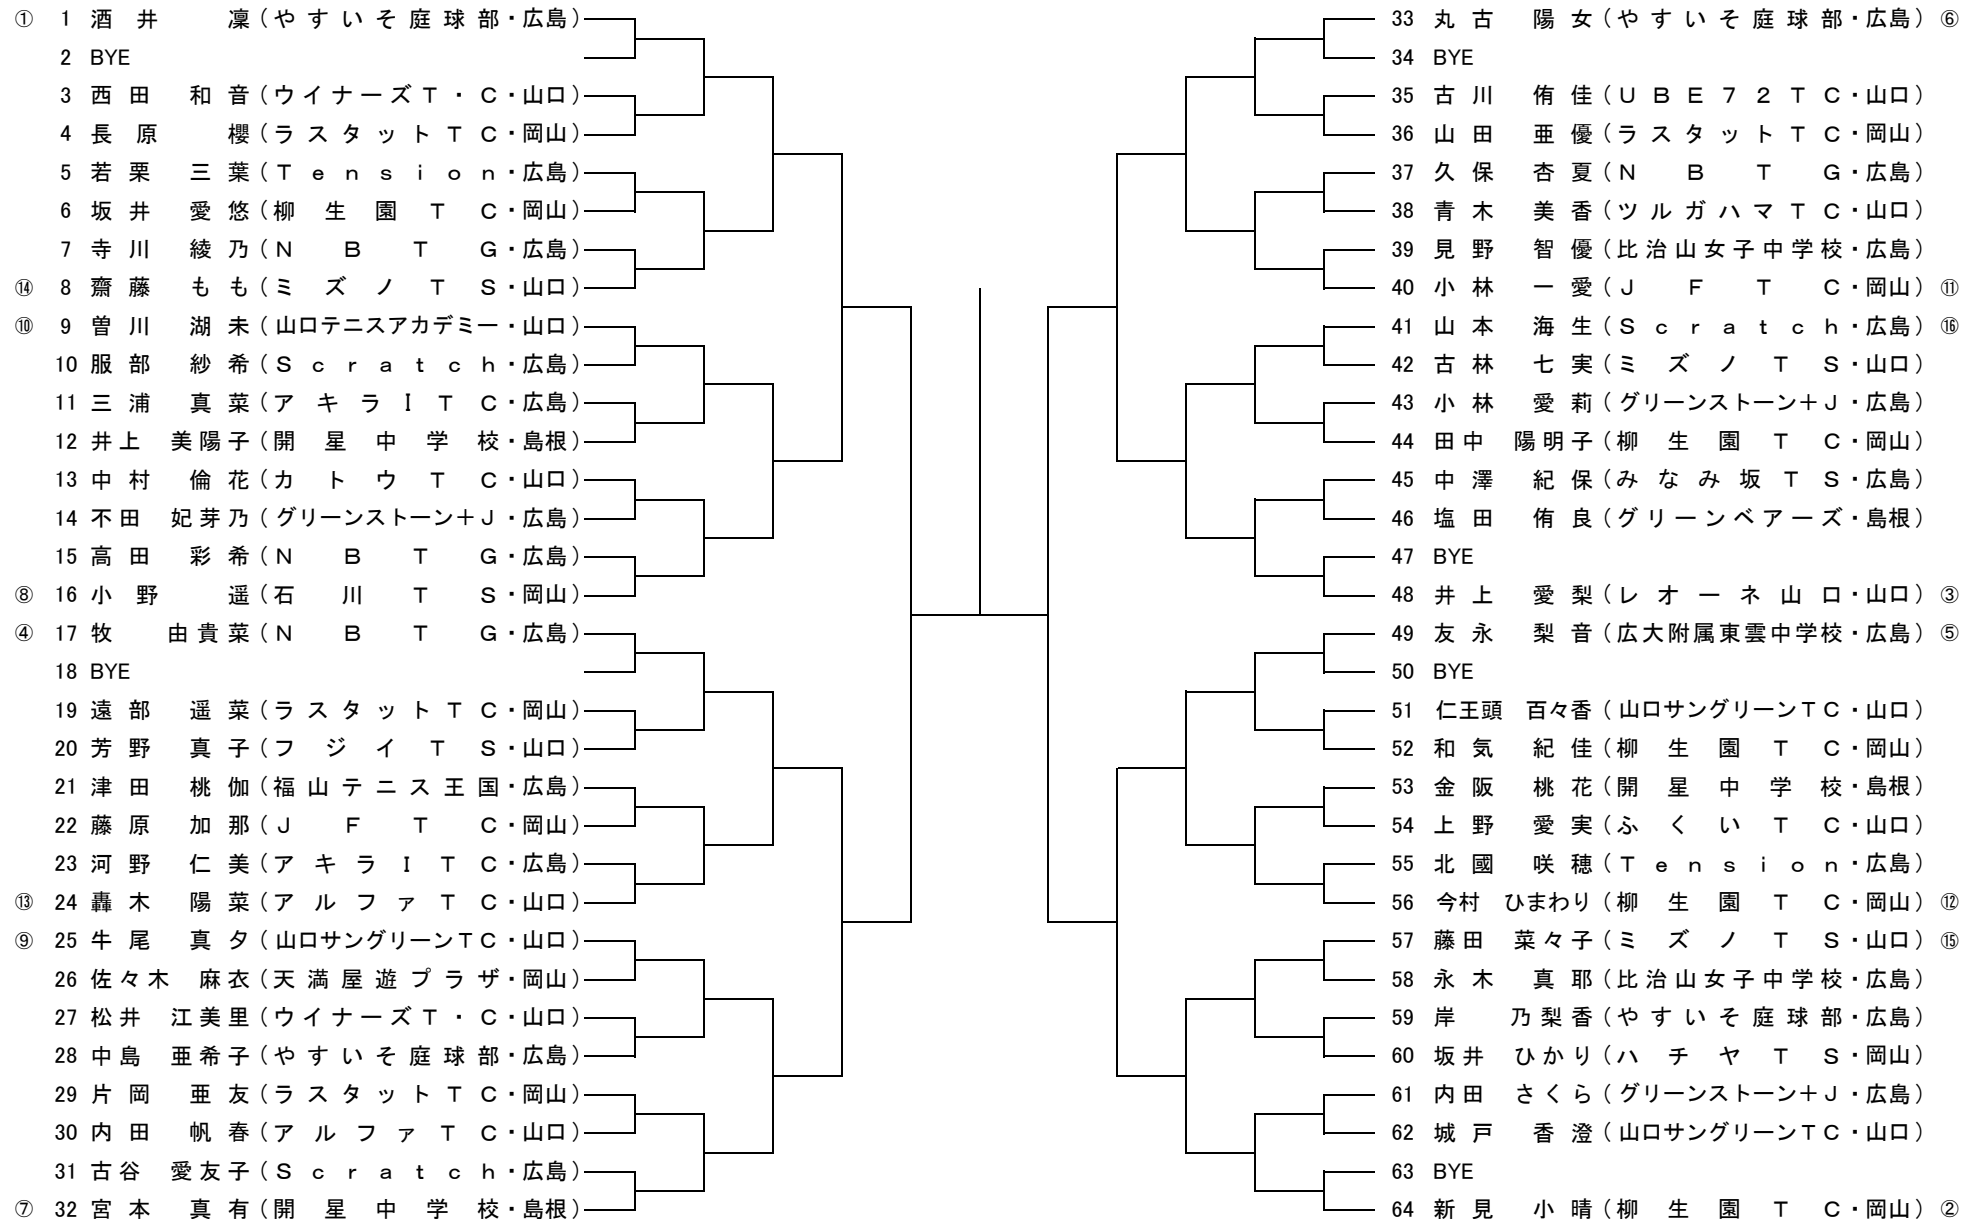 ① 1 酒井 凜(やすいそ庭球部・広島)
2 BYE
3 西田 和音(ウイナーズT・C・山口)
4 長原 櫻(ラスタットTC・岡山)
5 若栗 三葉(Tension・広島)
6 坂井 愛悠(柳生園TC・岡山)
7 寺川 綾乃(NBTG・広島)
⑭ 8 齋藤 もも(ミズノTS・山口)
⑩ 9 曽川 湖未(山口テニスアカデミー・山口)
10 服部 紗希(Scratch・広島)
11 三浦 真菜(アキラITC・広島)
12 井上 美陽子(開星中学校・島根)
13 中村 倫花(カトウTC・山口)
14 不田 妃芽乃(グリーンストーン+J・広島)
15 高田 彩希(NBTG・広島)
⑧ 16 小野 遥(石川TS・岡山)
④ 17 牧 由貴菜(NBTG・広島)
18 BYE
19 遠部 遥菜(ラスタットTC・岡山)
20 芳野 真子(フジイTS・山口)
21 津田 桃伽(福山テニス王国・広島)
22 藤原 加那(JFTC・岡山)
23 河野 仁美(アキラITC・広島)
⑬ 24 轟木 陽菜(アルファTC・山口)
⑨ 25 牛尾 真夕(山口サングリーンTC・山口)
26 佐々木 麻衣(天満屋遊プラザ・岡山)
27 松井 江美里(ウイナーズT・C・山口)
28 中島 亜希子(やすいそ庭球部・広島)
29 片岡 亜友(ラスタットTC・岡山)
30 内田 帆春(アルファTC・山口)
31 古谷 愛友子(Scratch・広島)
⑦ 32 宮本 真有(開星中学校・島根)
33 丸古 陽女(やすいそ庭球部・広島) ⑥
34 BYE
35 古川 侑佳(UBE72TC・山口)
36 山田 亜優(ラスタットTC・岡山)
37 久保 杏夏(NBTG・広島)
38 青木 美香(ツルガハマTC・山口)
39 見野 智優(比治山女子中学校・広島)
40 小林 一愛(JFTC・岡山) ⑪
41 山本 海生(Scratch・広島) ⑯
42 古林 七実(ミズノTS・山口)
43 小林 愛莉(グリーンストーン+J・広島)
44 田中 陽明子(柳生園TC・岡山)
45 中澤 紀保(みなみ坂TS・広島)
46 塩田 侑良(グリーンベアーズ・島根)
47 BYE
48 井上 愛梨(レオーネ山口・山口) ③
49 友永 梨音(広大附属東雲中学校・広島) ⑤
50 BYE
51 仁王頭 百々香(山口サングリーンTC・山口)
52 和気 紀佳(柳生園TC・岡山)
53 金阪 桃花(開星中学校・島根)
54 上野 愛実(ふくいTC・山口)
55 北國 咲穂(Tension・広島)
56 今村 ひまわり(柳生園TC・岡山) ⑫
57 藤田 菜々子(ミズノTS・山口) ⑮
58 永木 真耶(比治山女子中学校・広島)
59 岸 乃梨香(やすいそ庭球部・広島)
60 坂井 ひかり(ハチヤTS・岡山)
61 内田 さくら(グリーンストーン+J・広島)
62 城戸 香澄(山口サングリーンTC・山口)
63 BYE
64 新見 小晴(柳生園TC・岡山) ②